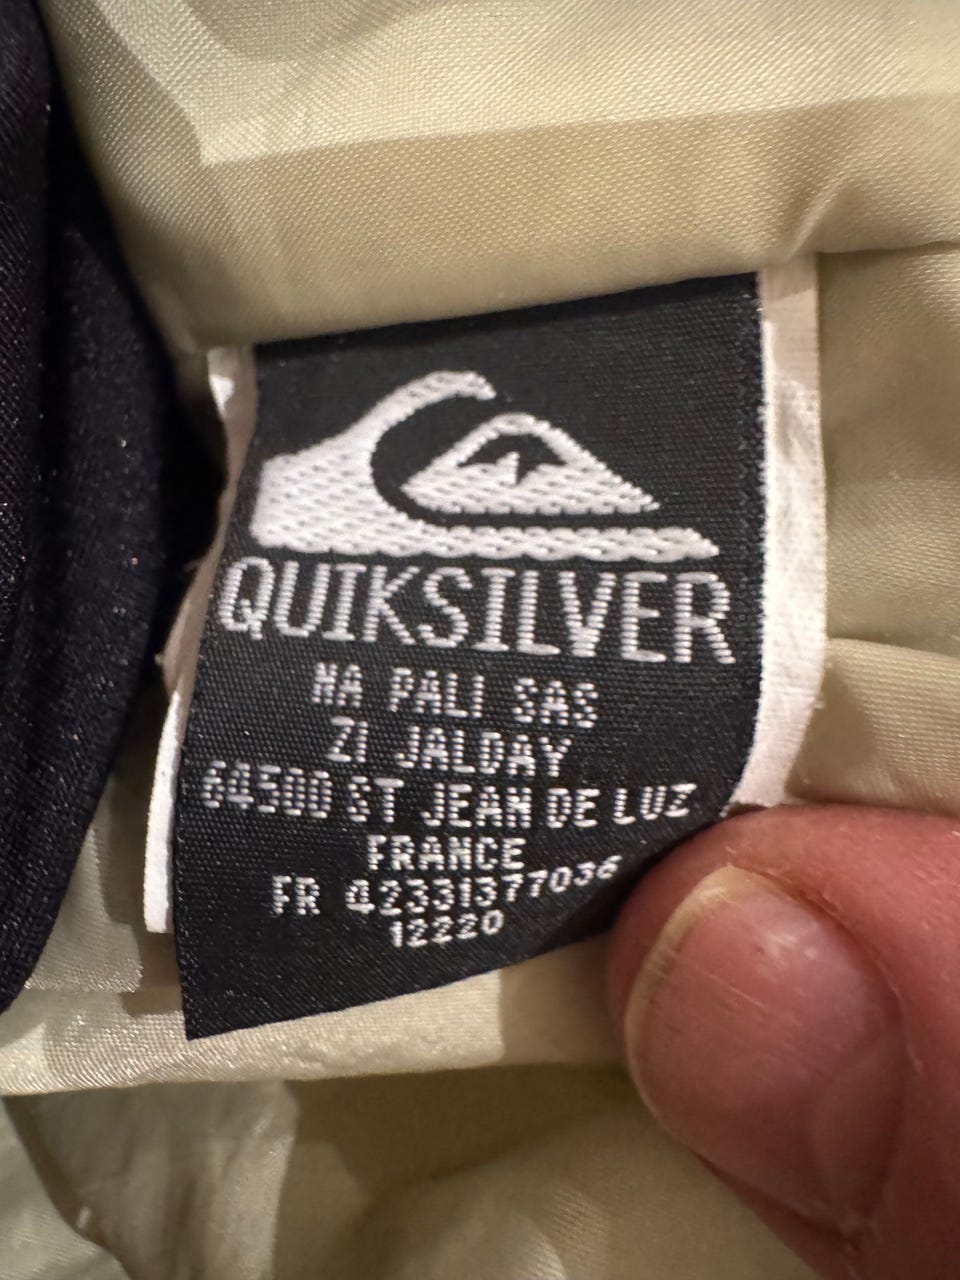 QUIKSILVER
NA PALI SAS
ZI JALDAY
64500 ST JEAN DE LUZ
FRANCE
FR 42331377036
12220